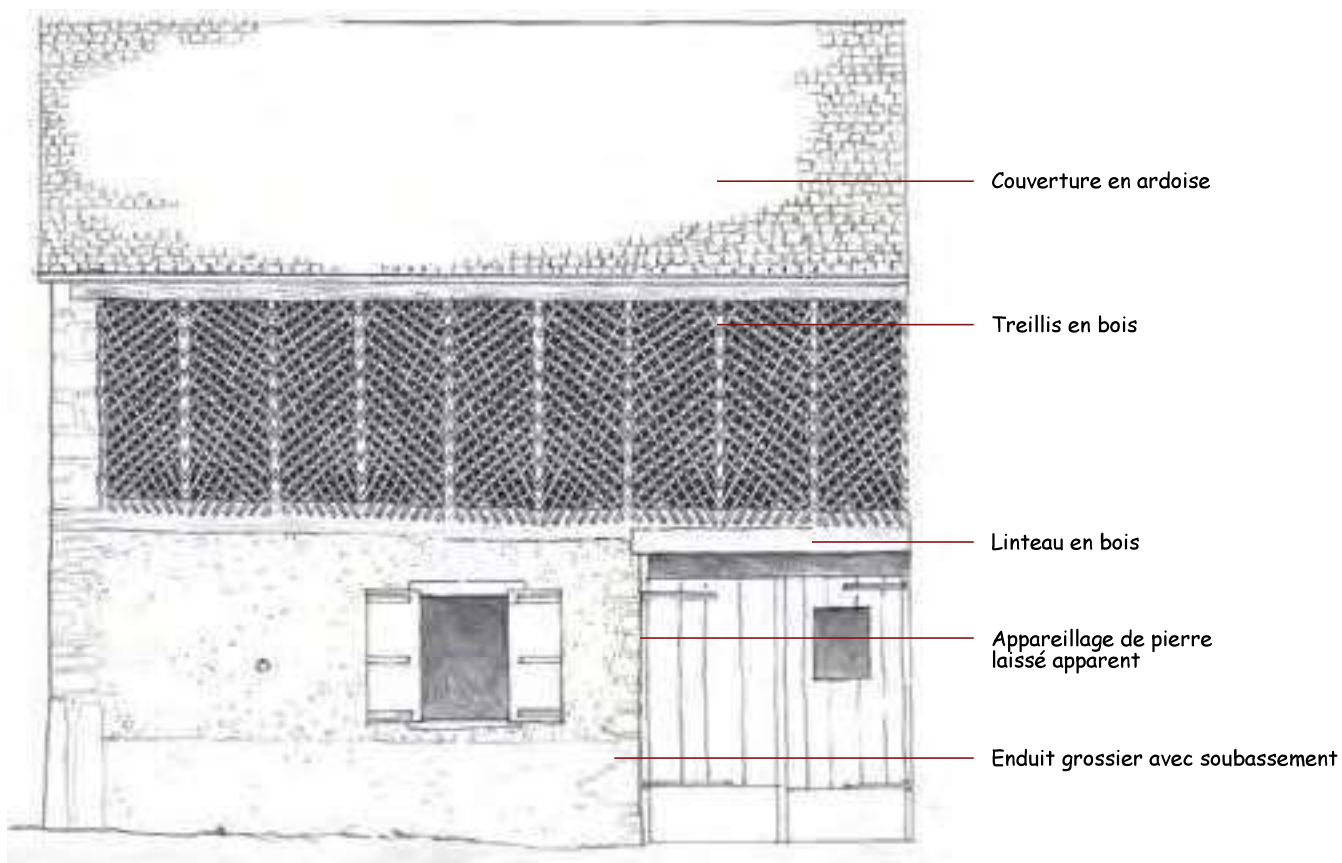 Couverture en ardoise
Treillis en bois
Linteau en bois
Appareillage de pierre
laissé apparent
Enduit grossier avec soubassement